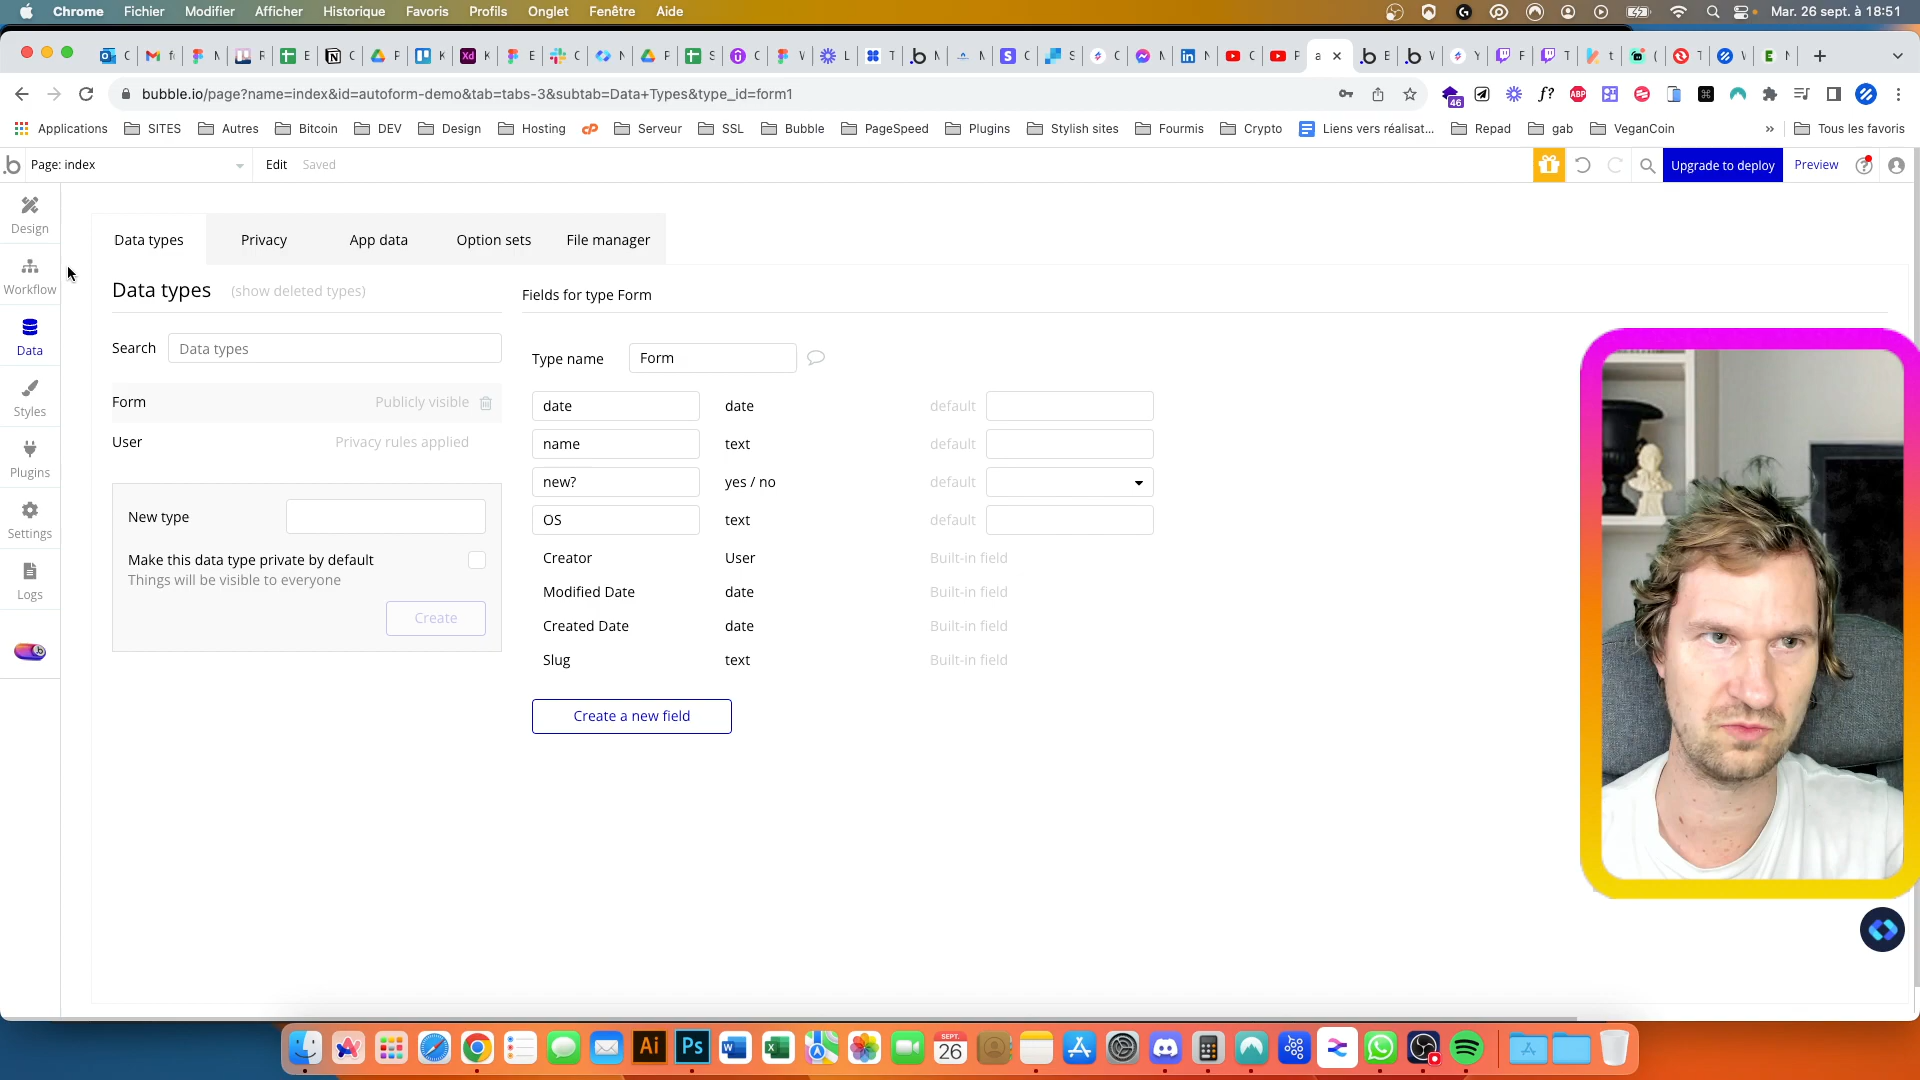 Chrome Fichier Modifier Afficher Historique Favoris Profils Onglet Fenêtre Aide Mar. 26 sept. à 18:51
bubble.io/page?name=index&id=autoform-demo&tab=tabs-3&subtab=Data+Types&type_id=form1
46
ABP
Applications SITES Autres Bitcoin DEV Design Hosting Serveur SSL Bubble PageSpeed Plugins Stylish sites Fourmis Crypto Liens vers réalisat... Repad gab VeganCoin » Tous les favoris
Page: index Edit Saved Upgrade to deploy Preview
Design
Workflow
Data
Styles
Plugins
Settings
Logs
Data types Privacy App data Option sets File manager
Data types (show deleted types)
Search Data types
Form Publicly visible
User Privacy rules applied
New type
Make this data type private by default
Things will be visible to everyone
Create
Fields for type Form
Type name Form
date date default
name text default
new? yes / no default
OS text default
Creator User Built-in field
Modified Date date Built-in field
Created Date date Built-in field
Slug text Built-in field
Create a new field
Ai Ps SEPT. 26